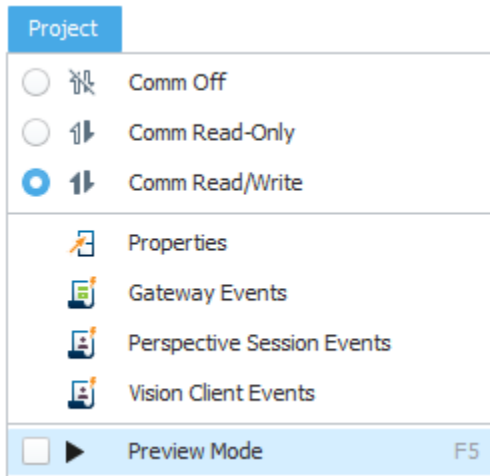 Project
Comm Off
Comm Read-Only
Comm Read/Write
Properties
Gateway Events
Perspective Session Events
Vision Client Events
Preview Mode F5